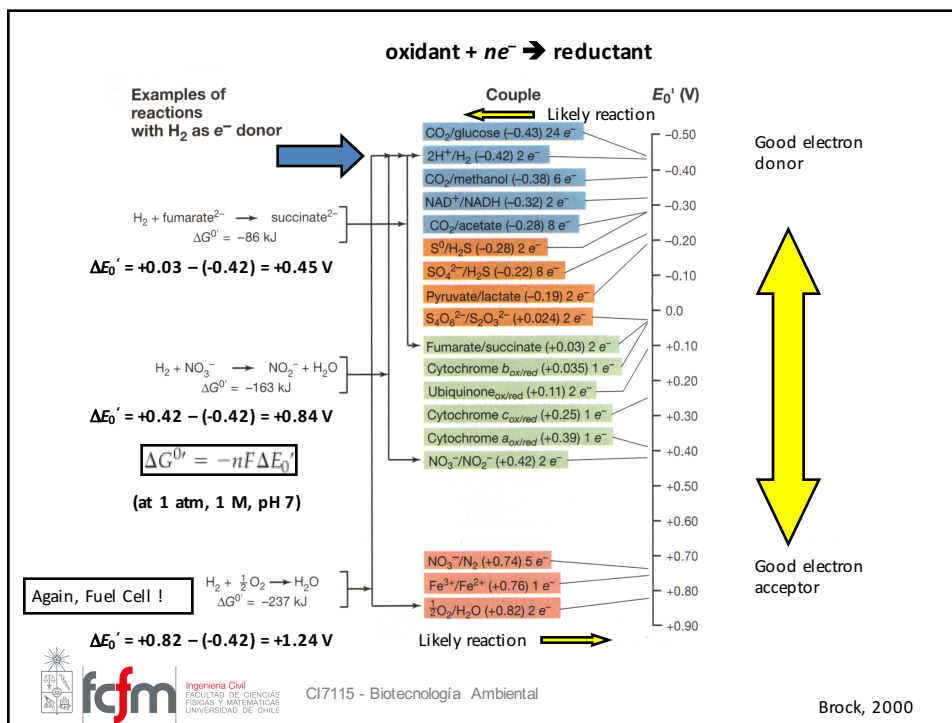 oxidant + ne⁻ ➔ reductant
Examples of
reactions
with H₂ as e⁻ donor
Couple
E₀' (V)
Likely reaction
CO₂/glucose (−0.43) 24 e⁻
2H⁺/H₂ (−0.42) 2 e⁻
CO₂/methanol (−0.38) 6 e⁻
NAD⁺/NADH (−0.32) 2 e⁻
CO₂/acetate (−0.28) 8 e⁻
S⁰/H₂S (−0.28) 2 e⁻
SO₄²⁻/H₂S (−0.22) 8 e⁻
Pyruvate/lactate (−0.19) 2 e⁻
S₄O₆²⁻/S₂O₃²⁻ (+0.024) 2 e⁻
Fumarate/succinate (+0.03) 2 e⁻
Cytochrome b ox/red (+0.035) 1 e⁻
Ubiquinone ox/red (+0.11) 2 e⁻
Cytochrome c ox/red (+0.25) 1 e⁻
Cytochrome a ox/red (+0.39) 1 e⁻
NO₃⁻/NO₂⁻ (+0.42) 2 e⁻
NO₃⁻/N₂ (+0.74) 5 e⁻
Fe³⁺/Fe²⁺ (+0.76) 1 e⁻
½O₂/H₂O (+0.82) 2 e⁻
Likely reaction
−0.50
−0.40
−0.30
−0.20
−0.10
0.0
+0.10
+0.20
+0.30
+0.40
+0.50
+0.60
+0.70
+0.80
+0.90
Good electron
donor
Good electron
acceptor
H₂ + fumarate²⁻ → succinate²⁻
ΔG⁰' = −86 kJ
ΔE₀' = +0.03 – (-0.42) = +0.45 V
H₂ + NO₃⁻ → NO₂⁻ + H₂O
ΔG⁰' = −163 kJ
ΔE₀' = +0.42 – (-0.42) = +0.84 V
ΔG⁰' = −nFΔE₀'
(at 1 atm, 1 M, pH 7)
Again, Fuel Cell !
H₂ + ½O₂ → H₂O
ΔG⁰' = −237 kJ
ΔE₀' = +0.82 – (-0.42) = +1.24 V
fcfm
Ingeniería Civil
FACULTAD DE CIENCIAS
FÍSICAS Y MATEMÁTICAS
UNIVERSIDAD DE CHILE
CI7115 - Biotecnología Ambiental
Brock, 2000